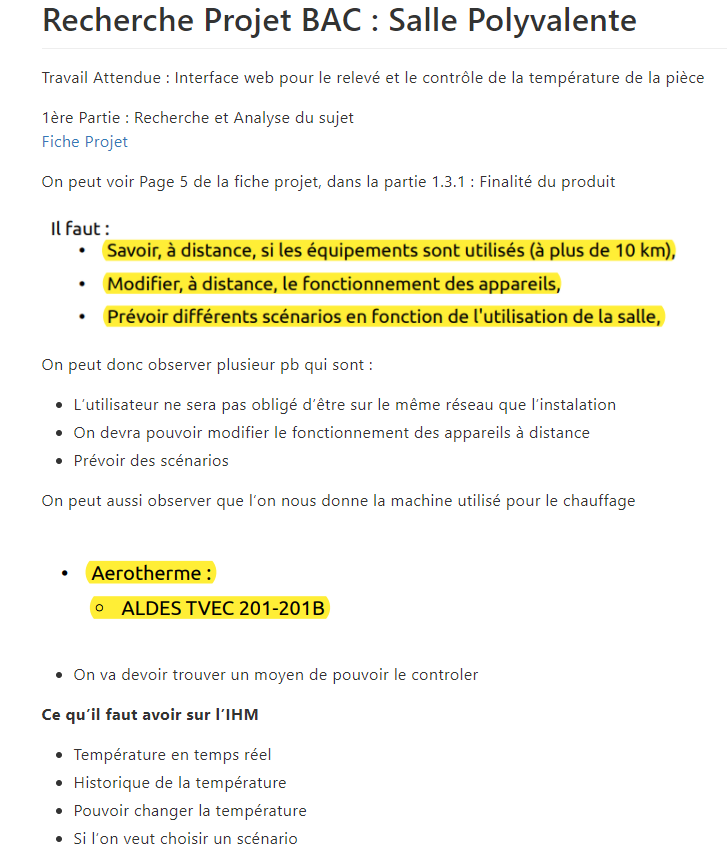 Recherche Projet BAC : Salle Polyvalente
Travail Attendue : Interface web pour le relevé et le contrôle de la température de la pièce
1ère Partie : Recherche et Analyse du sujet
Fiche Projet
On peut voir Page 5 de la fiche projet, dans la partie 1.3.1 : Finalité du produit
Il faut :
• Savoir, à distance, si les équipements sont utilisés (à plus de 10 km),
• Modifier, à distance, le fonctionnement des appareils,
• Prévoir différents scénarios en fonction de l'utilisation de la salle,
On peut donc observer plusieur pb qui sont :
• L'utilisateur ne sera pas obligé d'être sur le même réseau que l'instalation
• On devra pouvoir modifier le fonctionnement des appareils à distance
• Prévoir des scénarios
On peut aussi observer que l'on nous donne la machine utilisé pour le chauffage
• Aerotherme :
○ ALDES TVEC 201-201B
• On va devoir trouver un moyen de pouvoir le controler
Ce qu'il faut avoir sur l'IHM
• Température en temps réel
• Historique de la température
• Pouvoir changer la température
• Si l'on veut choisir un scénario